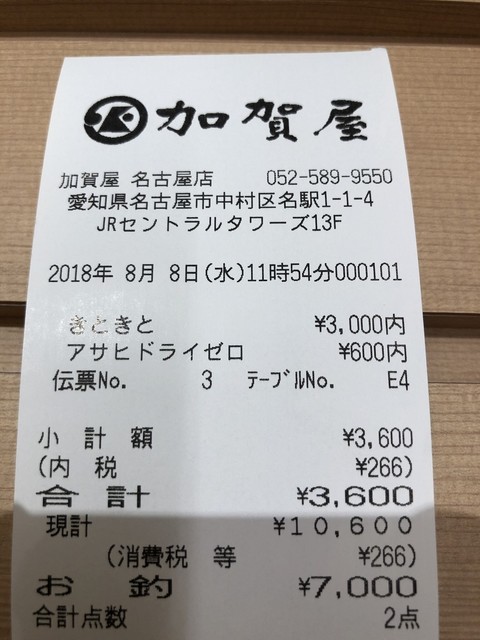 加賀屋
加賀屋 名古屋店 052-589-9550
愛知県名古屋市中村区名駅1-1-4
JRセントラルタワーズ13F
2018年 8月 8日(水)11時54分000101
きときと ¥3,000内
アサヒドライゼロ ¥600内
伝票No. 3 テーブルNo. E4
小計額 ¥3,600
(内税 ¥266)
合計 ¥3,600
現計 ¥10,600
(消費税 等 ¥266)
お釣 ¥7,000
合計点数 2点